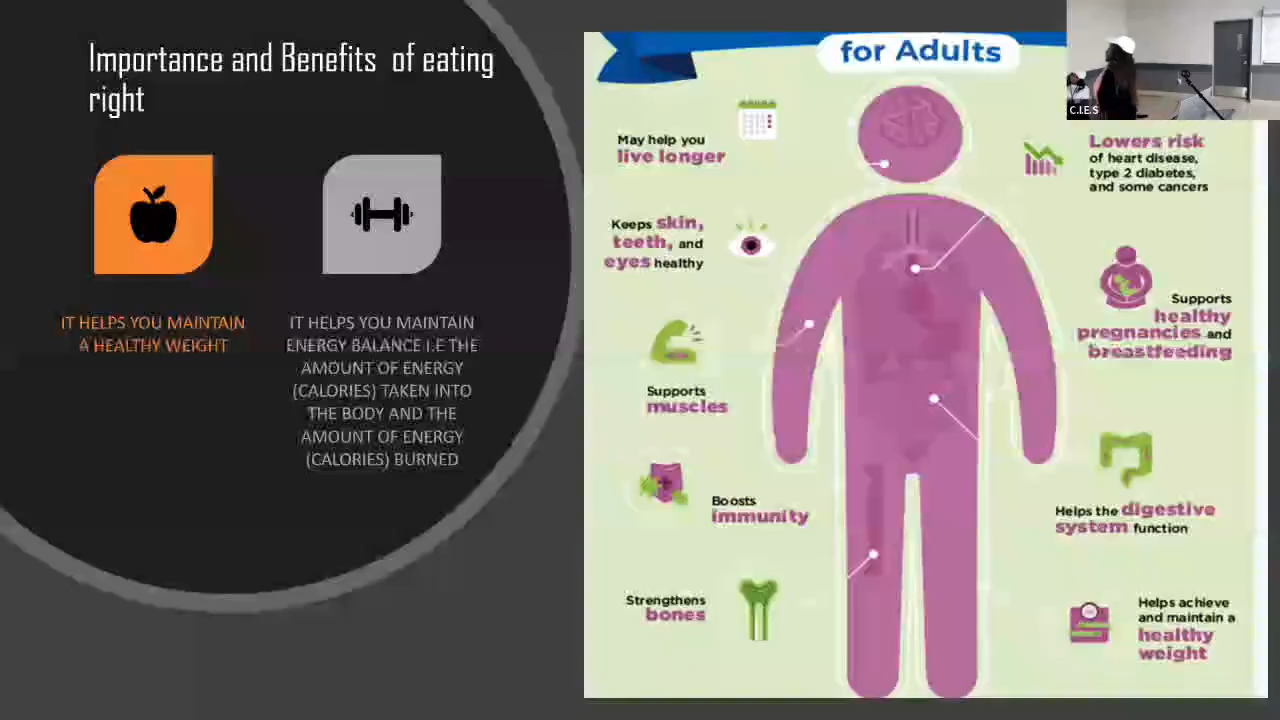 Importance and Benefits of eating
right
IT HELPS YOU MAINTAIN
A HEALTHY WEIGHT
IT HELPS YOU MAINTAIN
ENERGY BALANCE I.E THE
AMOUNT OF ENERGY
(CALORIES) TAKEN INTO
THE BODY AND THE
AMOUNT OF ENERGY
(CALORIES) BURNED
for Adults
May help you
live longer
Keeps skin,
teeth, and
eyes healthy
Supports
muscles
Boosts
immunity
Strengthens
bones
Lowers risk
of heart disease,
type 2 diabetes,
and some cancers
Supports
healthy
pregnancies and
breastfeeding
Helps the digestive
system function
Helps achieve
and maintain a
healthy
weight
C.I.E.S